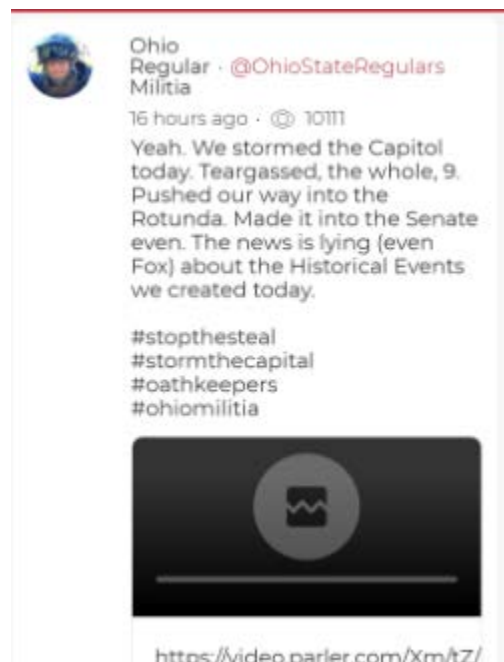 Ohio
Regular · @OhioStateRegulars
Militia
16 hours ago · 10111
Yeah. We stormed the Capitol
today. Teargassed, the whole, 9.
Pushed our way into the
Rotunda. Made it into the Senate
even. The news is lying (even
Fox) about the Historical Events
we created today.
#stopthesteal
#stormthecapital
#oathkeepers
#ohiomilitia
https://video.parler.com/Xm/tZ/